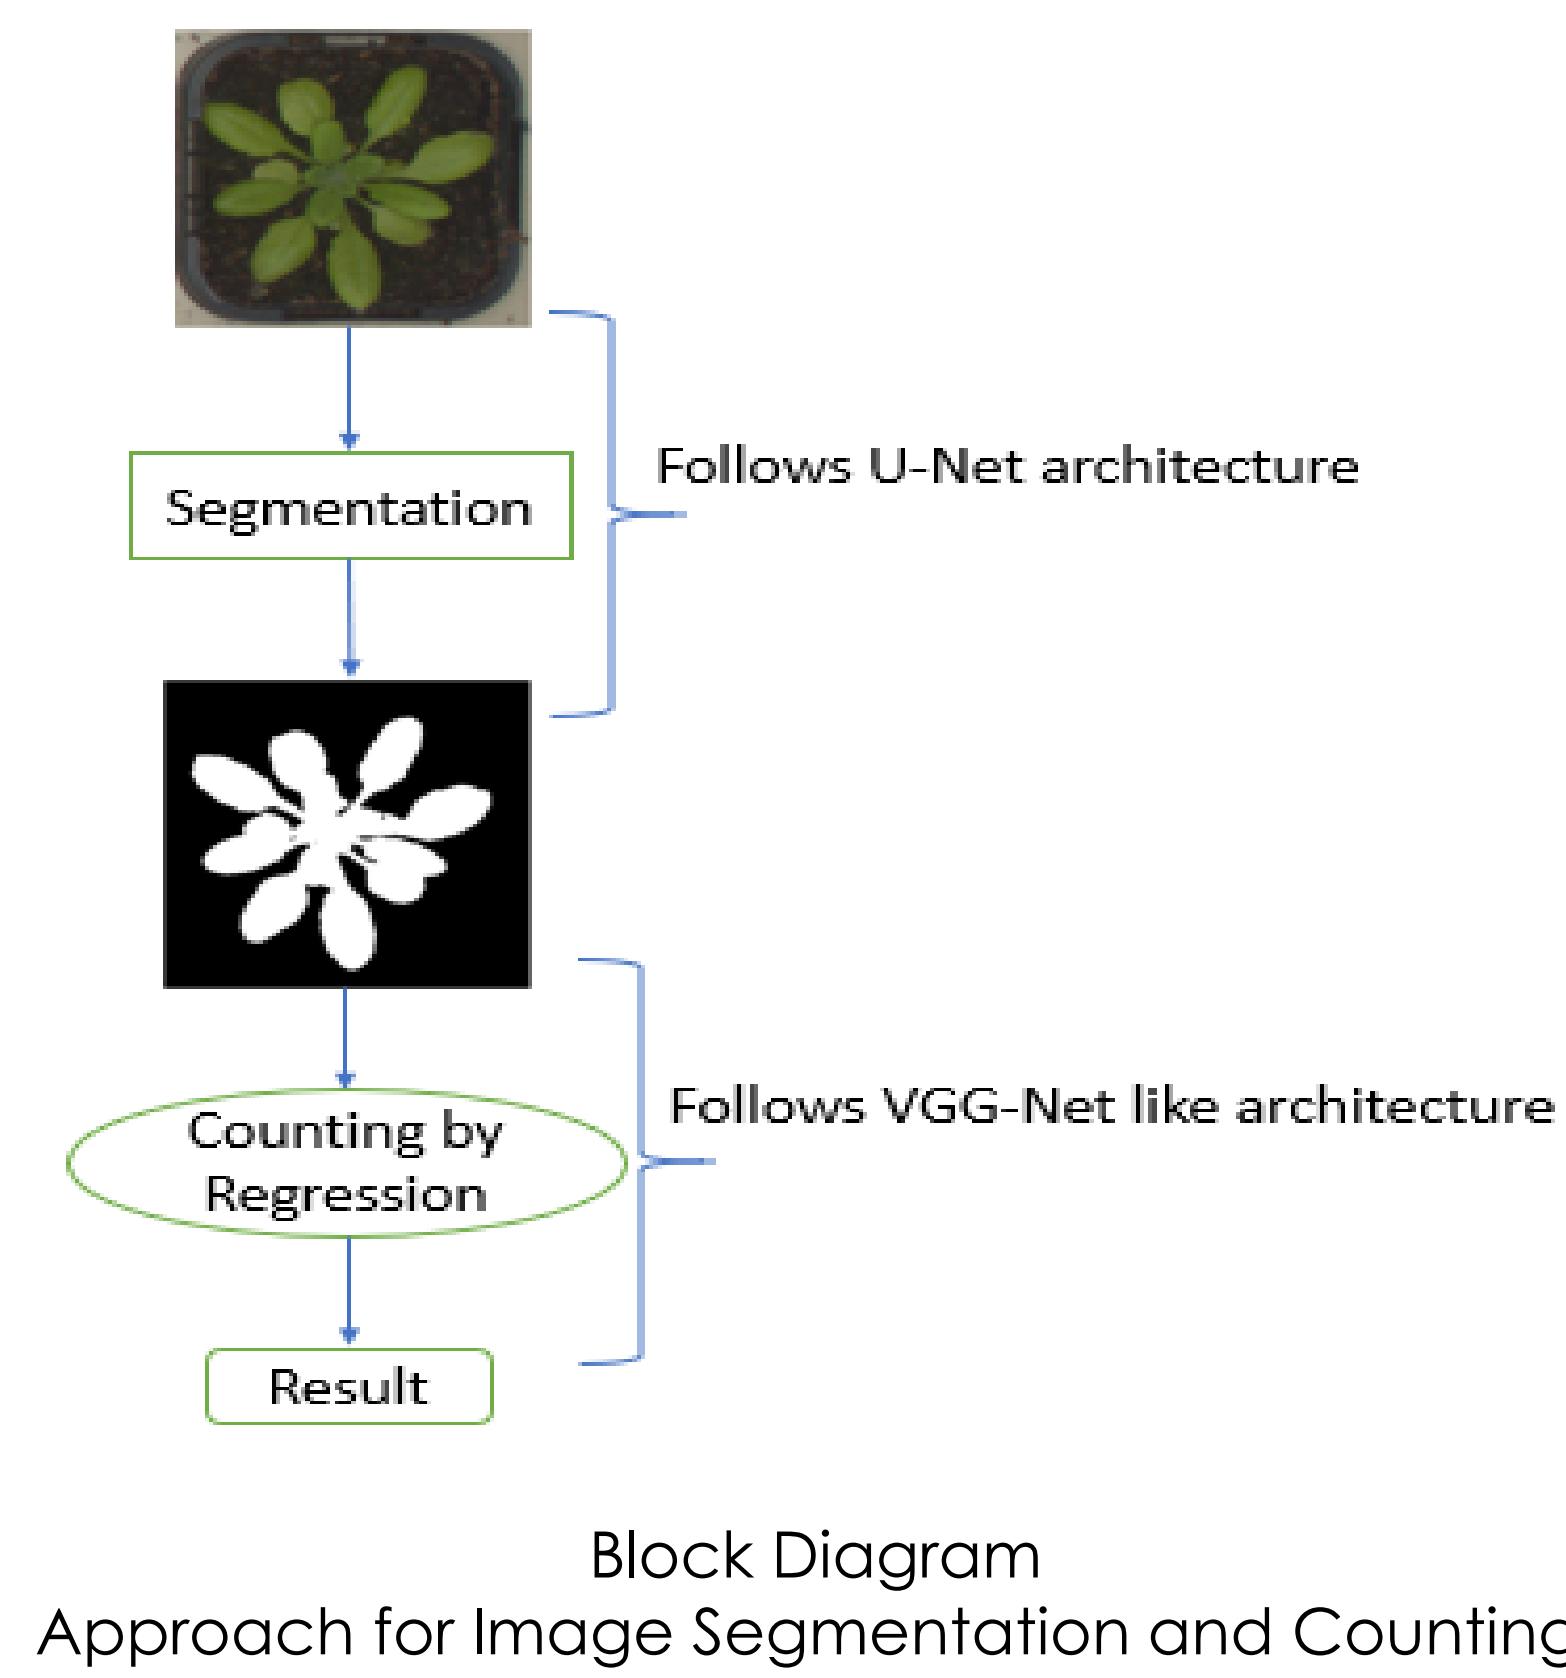 Follows U-Net architecture
Segmentation
Follows VGG-Net like architecture
Counting by
Regression
Result
Block Diagram
Approach for Image Segmentation and Counting